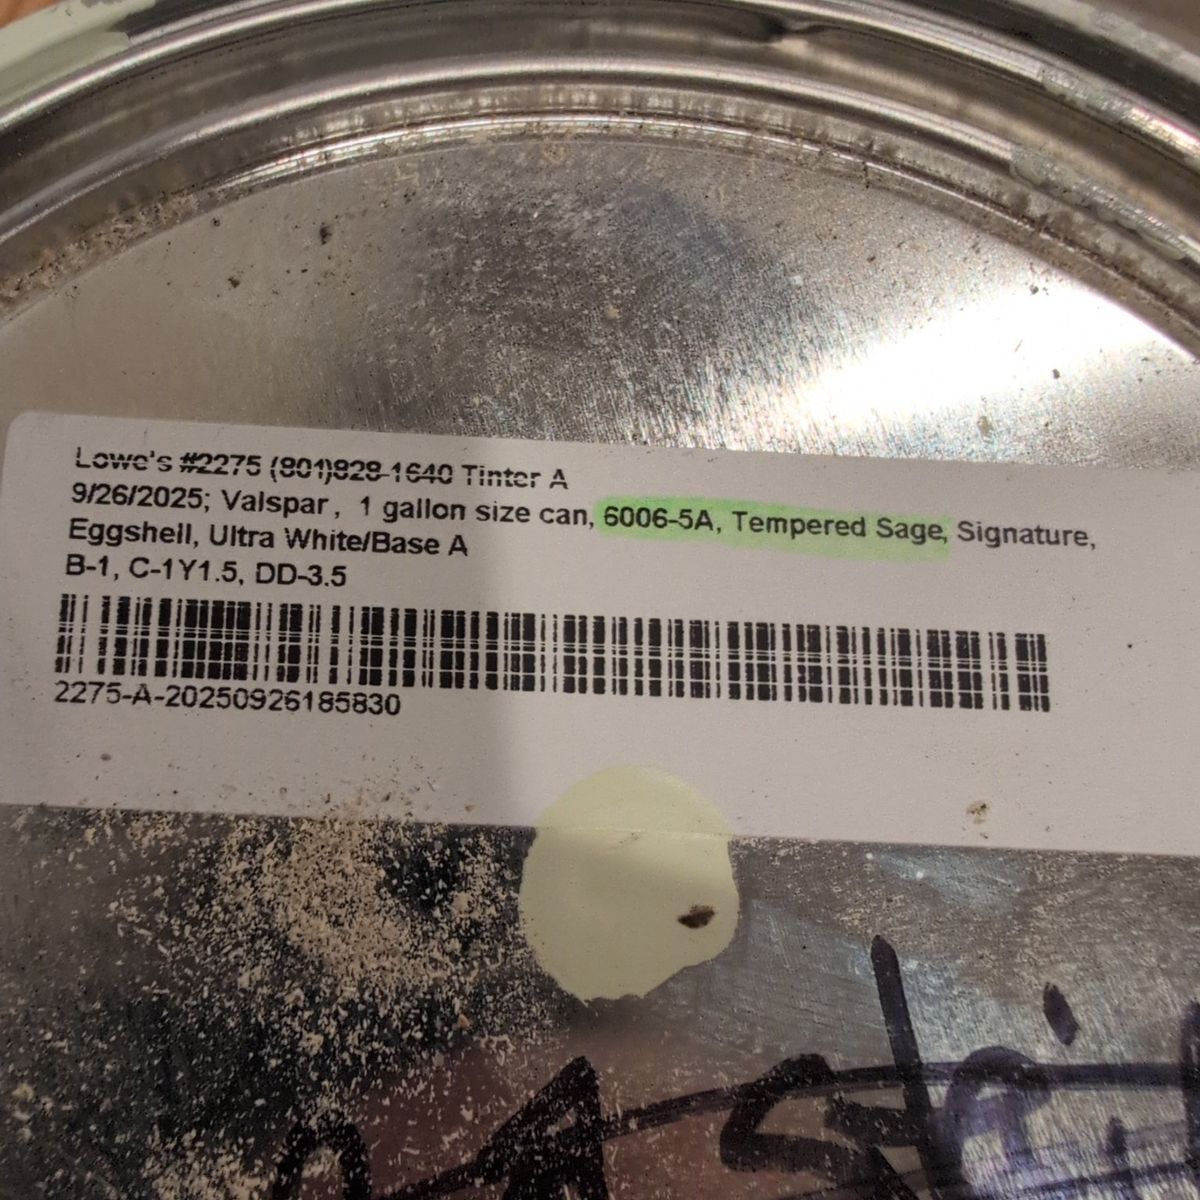 Lowe's #2275 (801)828-1640 Tinter A
9/26/2025; Valspar, 1 gallon size can, 6006-5A, Tempered Sage, Signature,
Eggshell, Ultra White/Base A
B-1, C-1Y1.5, DD-3.5
2275-A-20250926185830